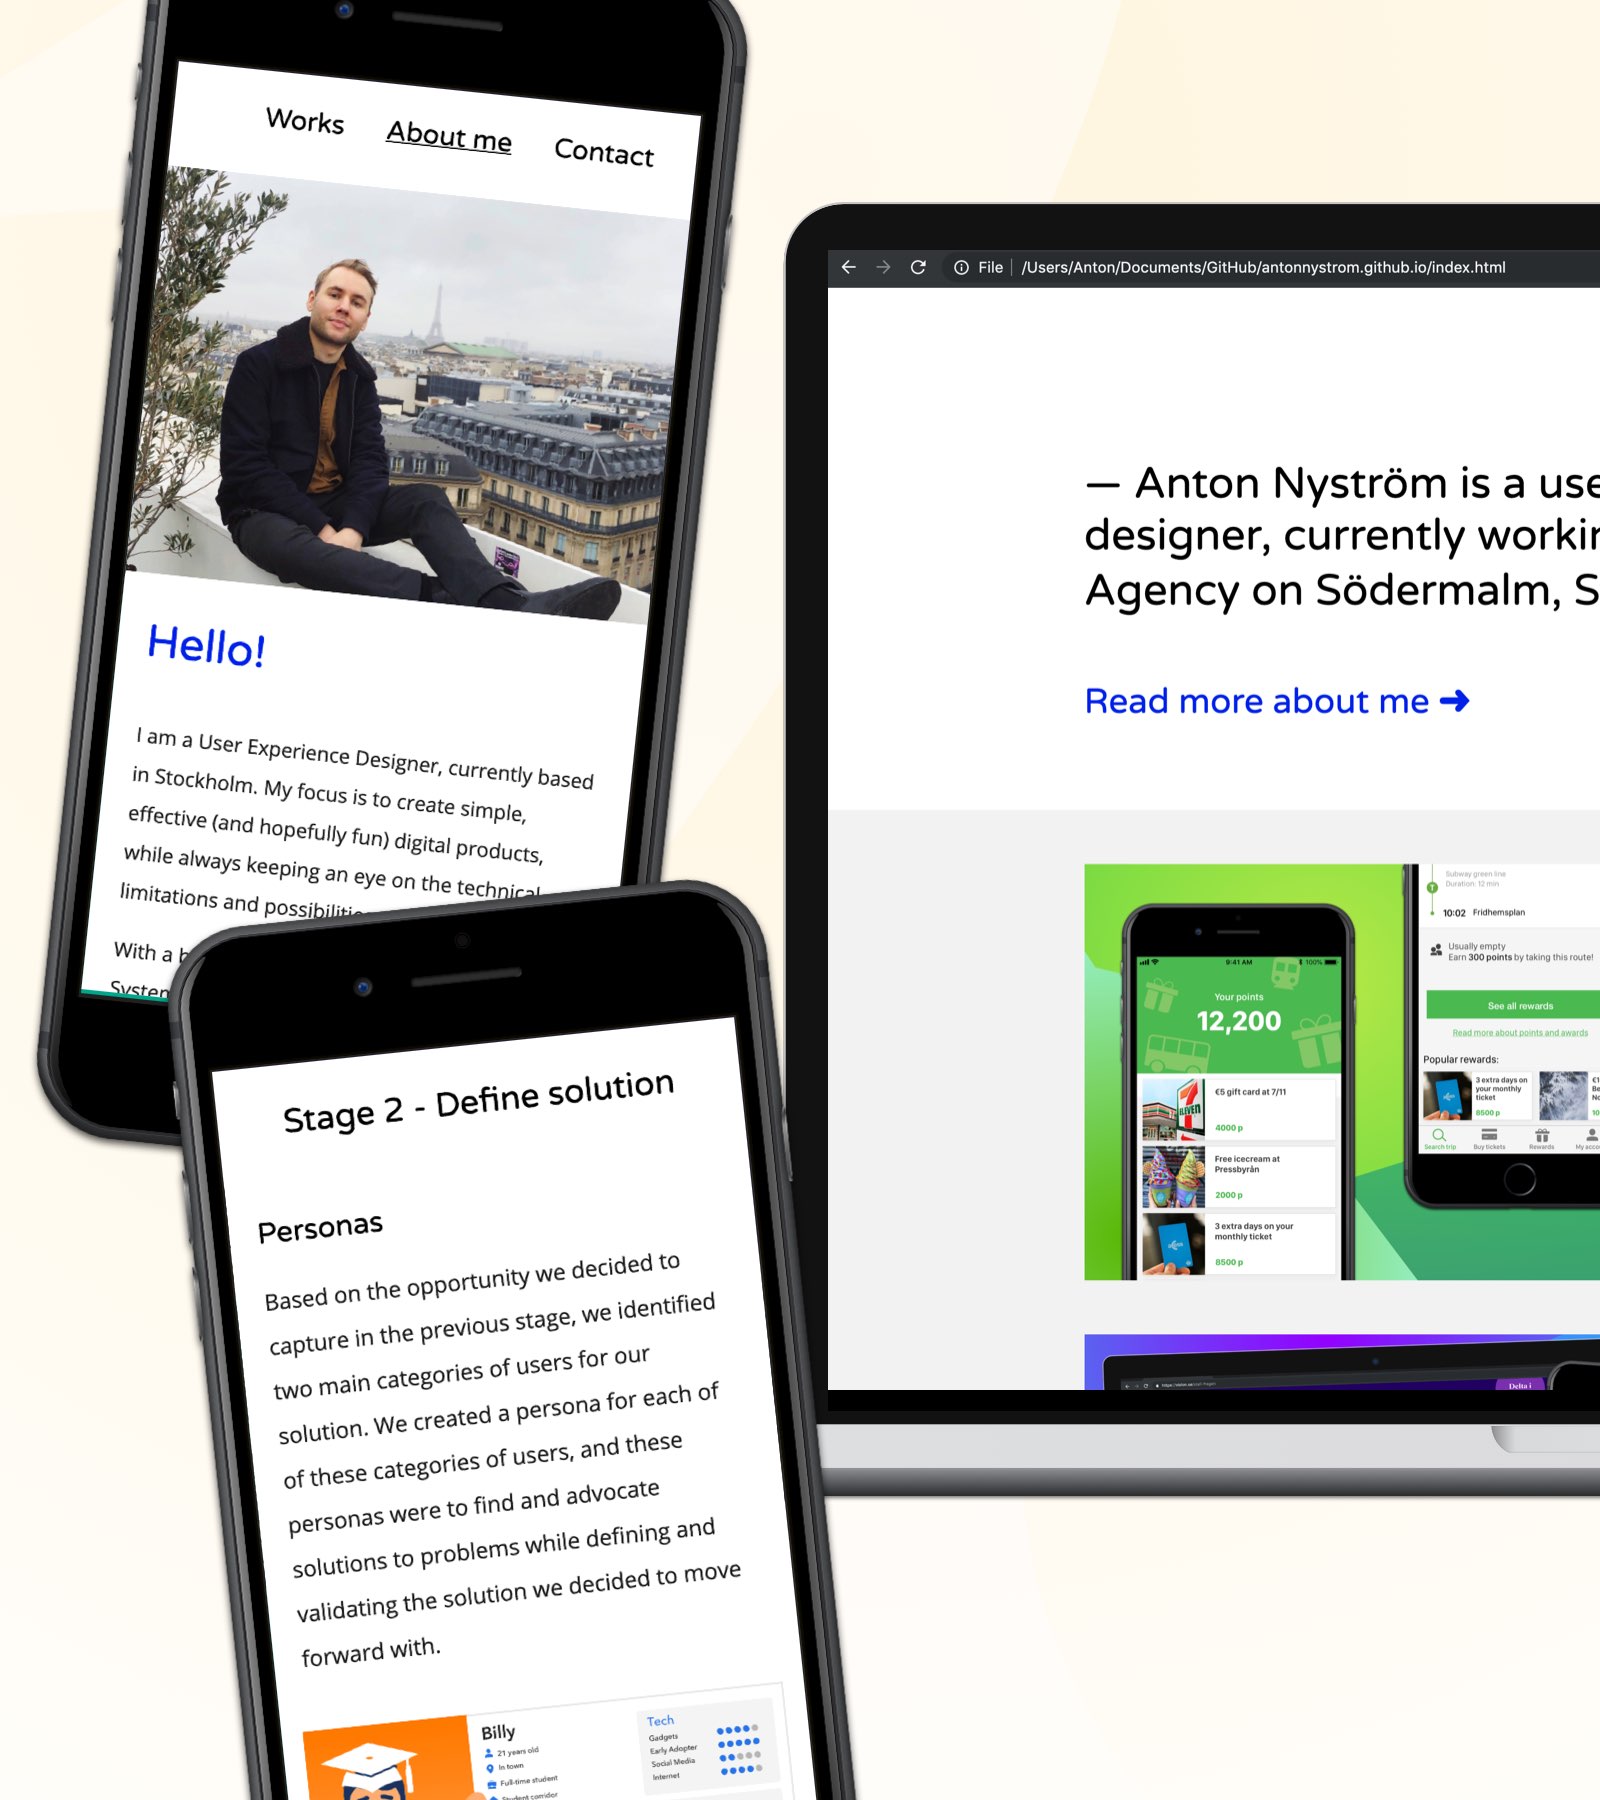 Works About me Contact
Hello!
I am a User Experience Designer, currently based
in Stockholm. My focus is to create simple,
effective (and hopefully fun) digital products,
while always keeping an eye on the technical
limitations and
With a
Stage 2 - Define solution
Personas
Based on the opportunity we decided to
capture in the previous stage, we identified
two main categories of users for our
solution. We created a persona for each of
of these categories of users, and these
personas were to find and advocate
solutions to problems while defining and
validating the solution we decided to move
forward with.
Billy
21 years old
In town
Full-time student
Student corridor
Tech
Gadgets
Early Adopter
Social Media
Internet
File /Users/Anton/Documents/GitHub/antonnystrom.github.io/index.html
— Anton Nyström is a use
designer, currently workin
Agency on Södermalm, S
Read more about me ➜
9:41 AM 100%
Your points
12,200
€5 gift card at 7/11
4000 p
7 ELEVEN
Free icecream at
Pressbyrån
2000 p
3 extra days on your
monthly ticket
8500 p
Subway green line
Duration: 12 min
T
10:02 Fridhemsplan
Usually empty
Earn 300 points by taking this route!
See all rewards
Read more about points and awards
Popular rewards:
3 extra days on
your monthly
ticket
8500 p
€1
Be
No
10
Search trip Buy tickets Rewards My acco
Delta i